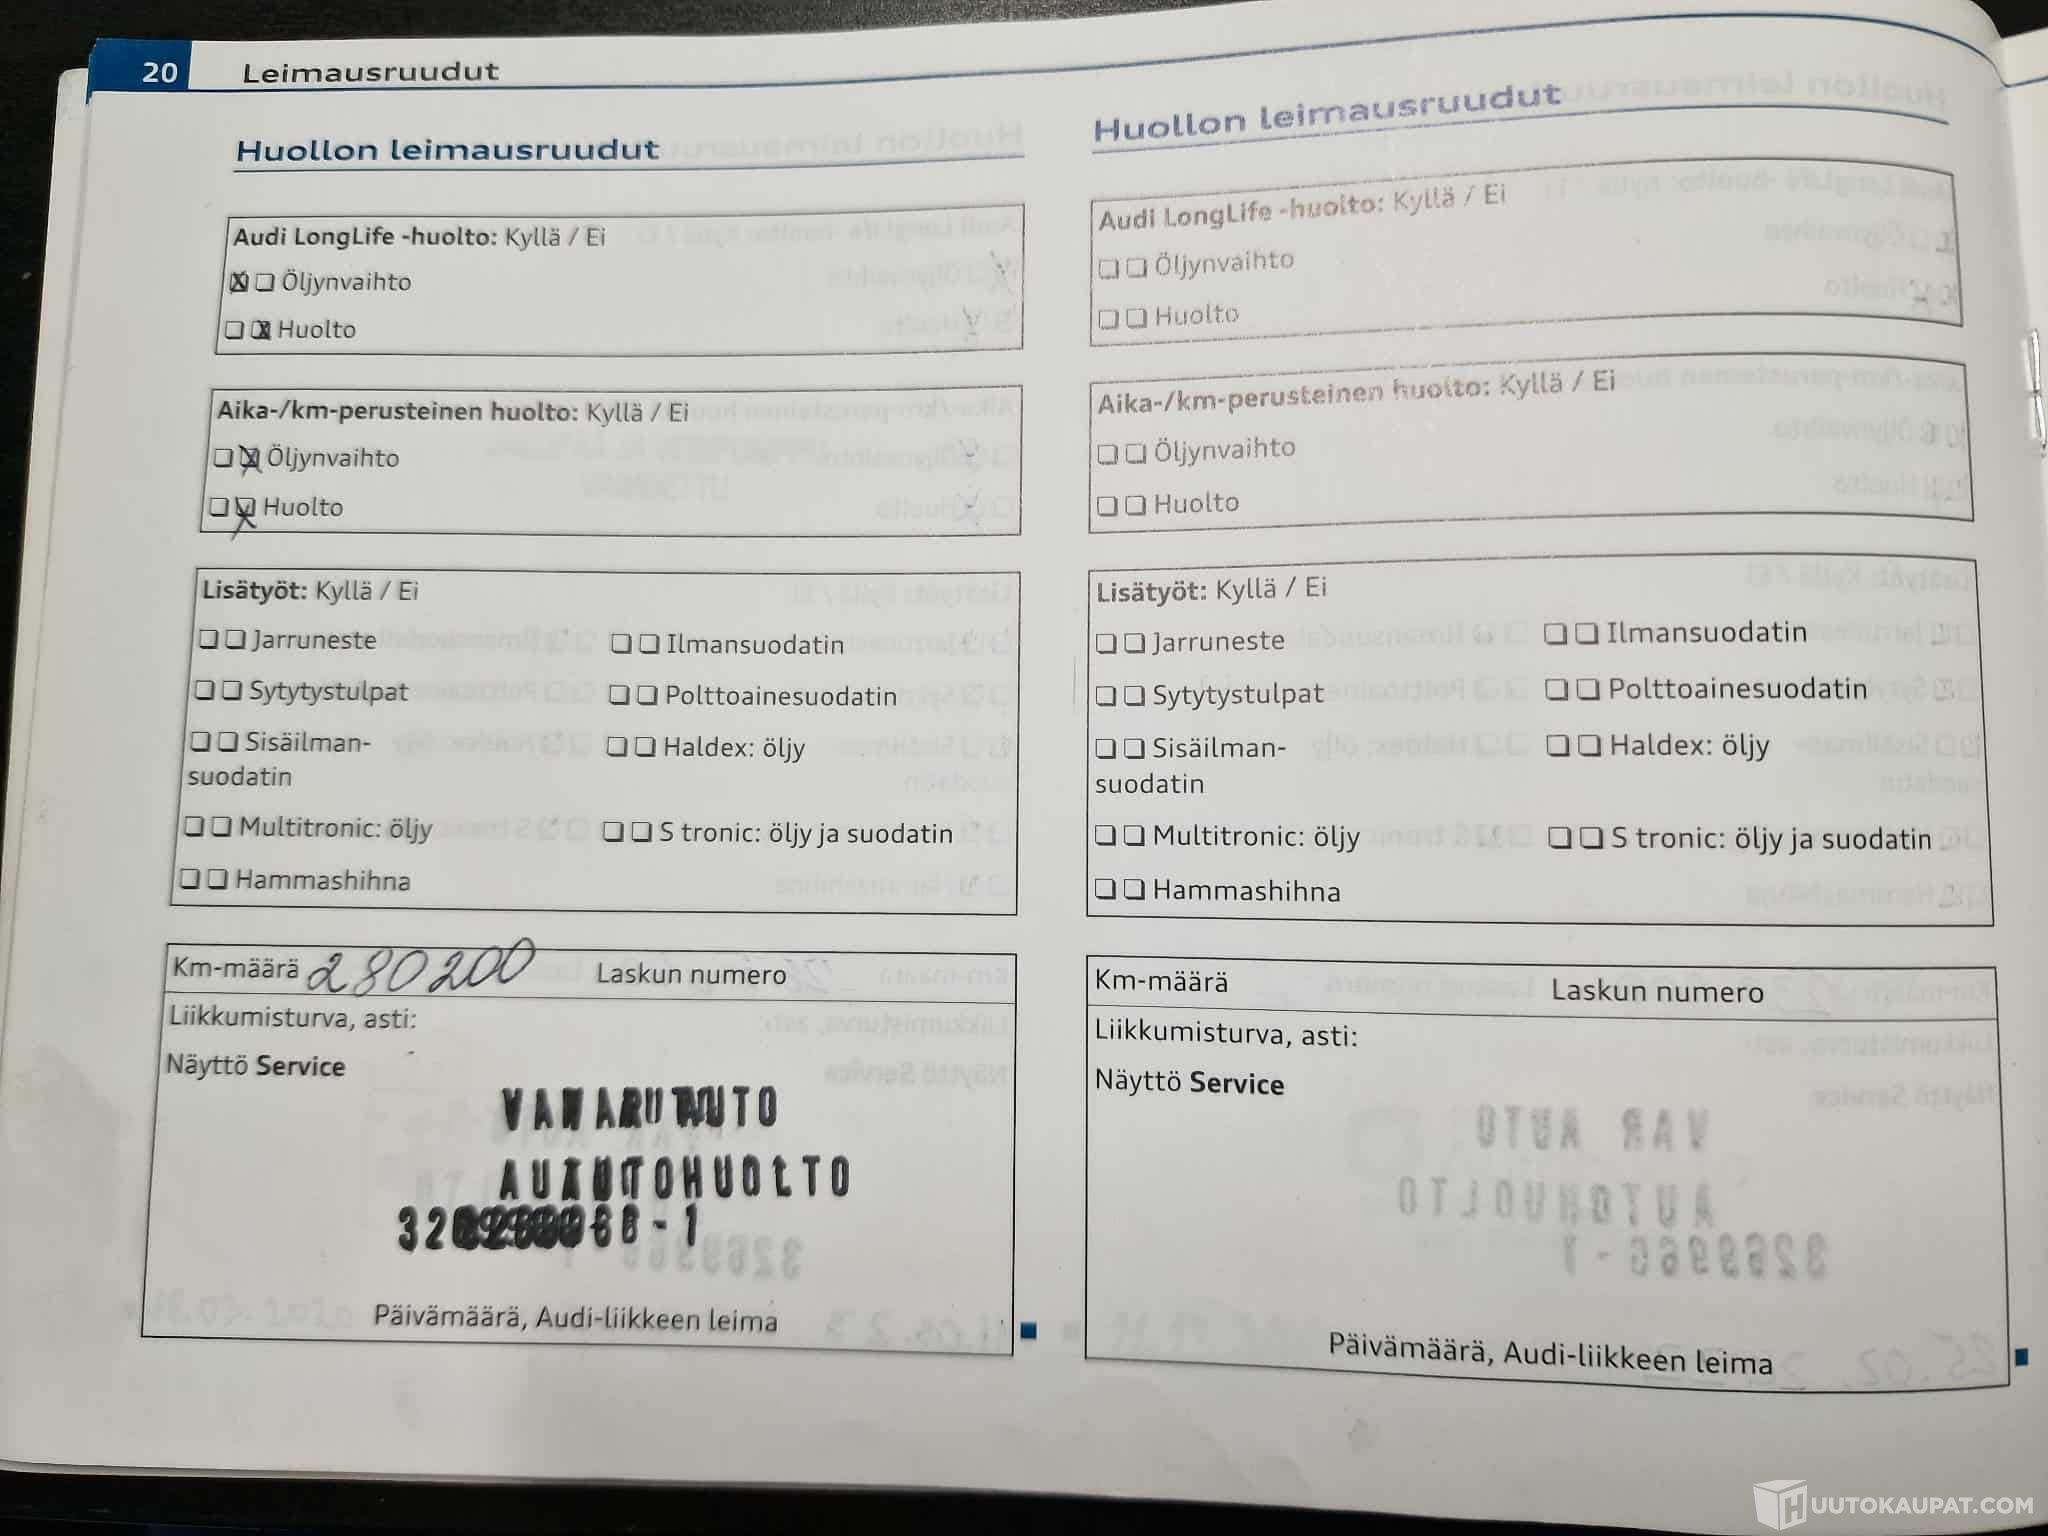 20 Leimausruudut
Huollon leimausruudut
Audi LongLife -huolto: Kyllä / Ei
Öljynvaihto
Huolto
Aika-/km-perusteinen huolto: Kyllä / Ei
Öljynvaihto
Huolto
Lisätyöt: Kyllä / Ei
Jarruneste
Ilmansuodatin
Sytytystulpat
Polttoainesuodatin
Sisäilman-
suodatin
Haldex: öljy
Multitronic: öljy
S tronic: öljy ja suodatin
Hammashihna
Km-määrä 280200 Laskun numero
Liikkumisturva, asti:
Näyttö Service
AUTOHUOLTO
Päivämäärä, Audi-liikkeen leima
Huollon leimausruudut
Audi LongLife -huolto: Kyllä / Ei
Öljynvaihto
Huolto
Aika-/km-perusteinen huolto: Kyllä / Ei
Öljynvaihto
Huolto
Lisätyöt: Kyllä / Ei
Jarruneste
Ilmansuodatin
Sytytystulpat
Polttoainesuodatin
Sisäilman-
suodatin
Haldex: öljy
Multitronic: öljy
S tronic: öljy ja suodatin
Hammashihna
Km-määrä Laskun numero
Liikkumisturva, asti:
Näyttö Service
Päivämäärä, Audi-liikkeen leima
HUUTOKAUPAT.COM